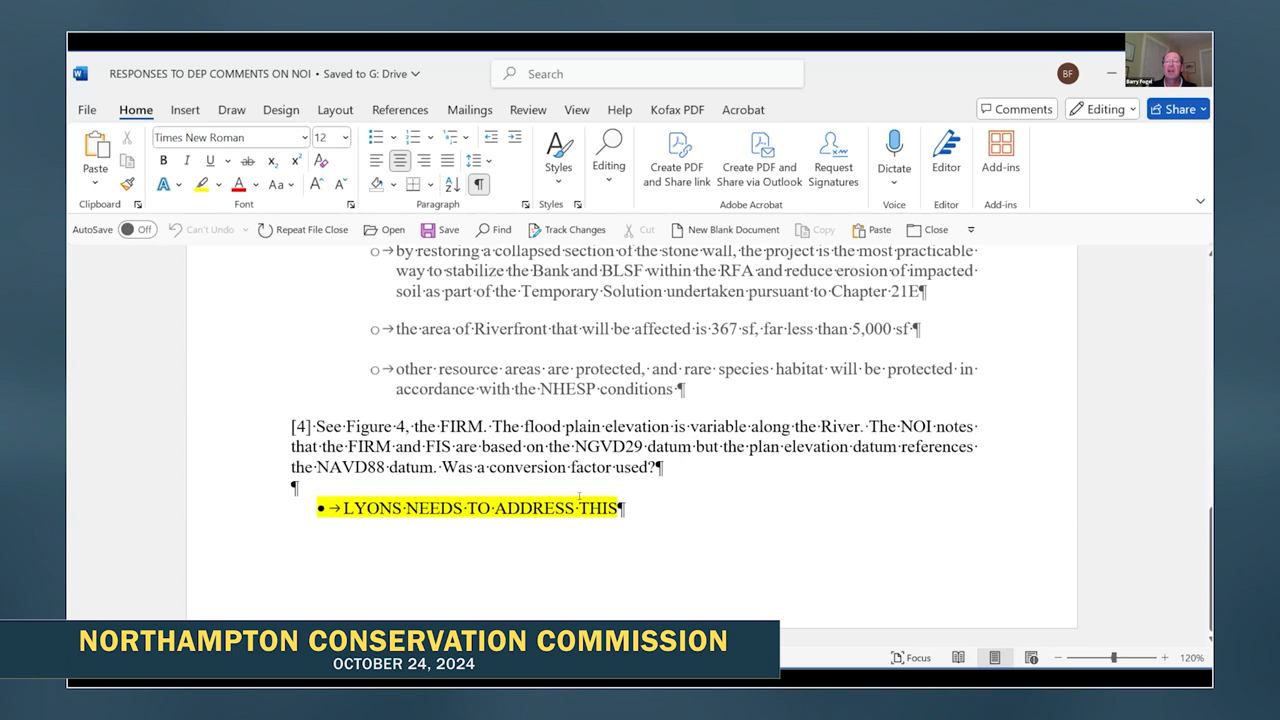 RESPONSES TO DEP COMMENTS ON NOI • Saved to G: Drive
Search
BF
Barry Fogel
File Home Insert Draw Design Layout References Mailings Review View Help Kofax PDF Acrobat
Comments Editing Share
Times New Roman 12
Paste
B I U ab x₂ x²
A A Aa A A
Clipboard Font
Paragraph
Styles
Styles
Editing
Create PDF and Share link
Create PDF and Share via Outlook
Request Signatures
Adobe Acrobat
Dictate
Voice
Editor
Editor
Add-ins
Add-ins
AutoSave Off Can't Undo Repeat File Close Open Save Find Track Changes Cut New Blank Document Copy Paste Close
by restoring a collapsed section of the stone wall, the project is the most practicable
way to stabilize the Bank and BLSF within the RFA and reduce erosion of impacted
soil as part of the Temporary Solution undertaken pursuant to Chapter 21E¶
the area of Riverfront that will be affected is 367 sf, far less than 5,000 sf¶
other resource areas are protected, and rare species habitat will be protected in
accordance with the NHESP conditions¶
[4] See Figure 4, the FIRM. The flood plain elevation is variable along the River. The NOI notes
that the FIRM and FIS are based on the NGVD29 datum but the plan elevation datum references
the NAVD88 datum. Was a conversion factor used?¶
¶
• → LYONS NEEDS TO ADDRESS THIS¶
NORTHAMPTON CONSERVATION COMMISSION
OCTOBER 24, 2024
Focus
120%